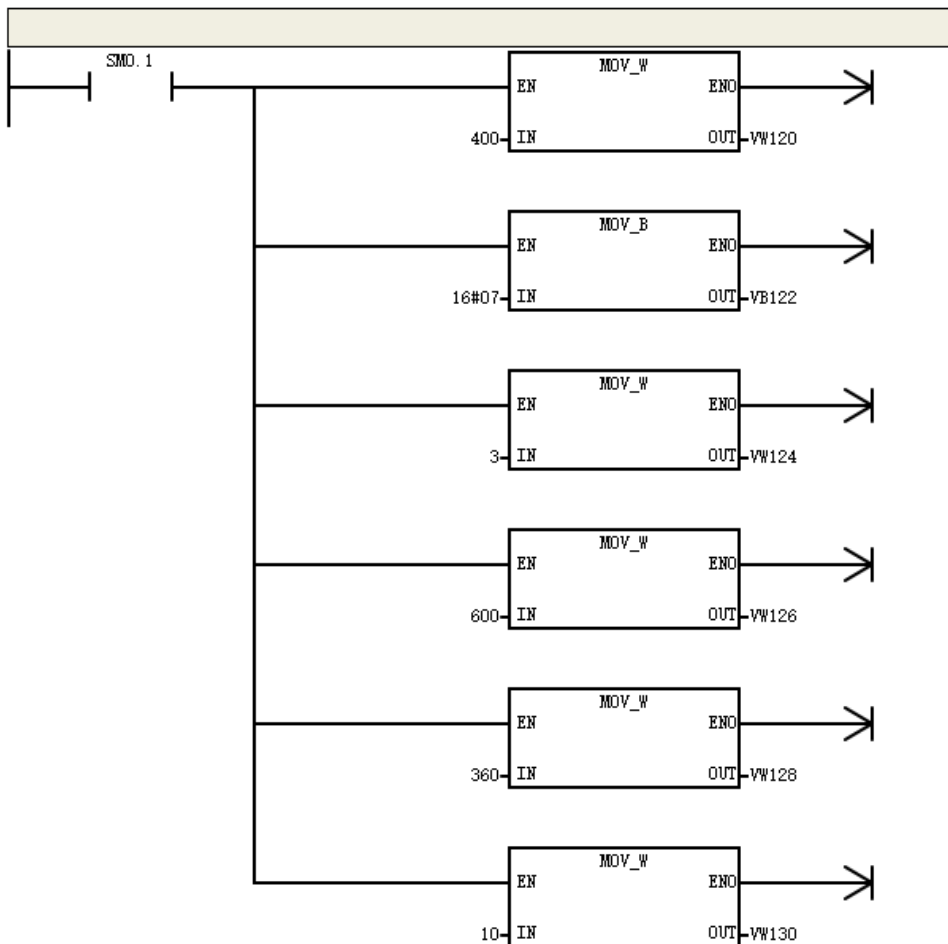 SM0.1
MOV_W
EN ENO
400 IN OUT VW120
MOV_B
EN ENO
16#07 IN OUT VB122
MOV_W
EN ENO
3 IN OUT VW124
MOV_W
EN ENO
600 IN OUT VW126
MOV_W
EN ENO
360 IN OUT VW128
MOV_W
EN ENO
10 IN OUT VW130